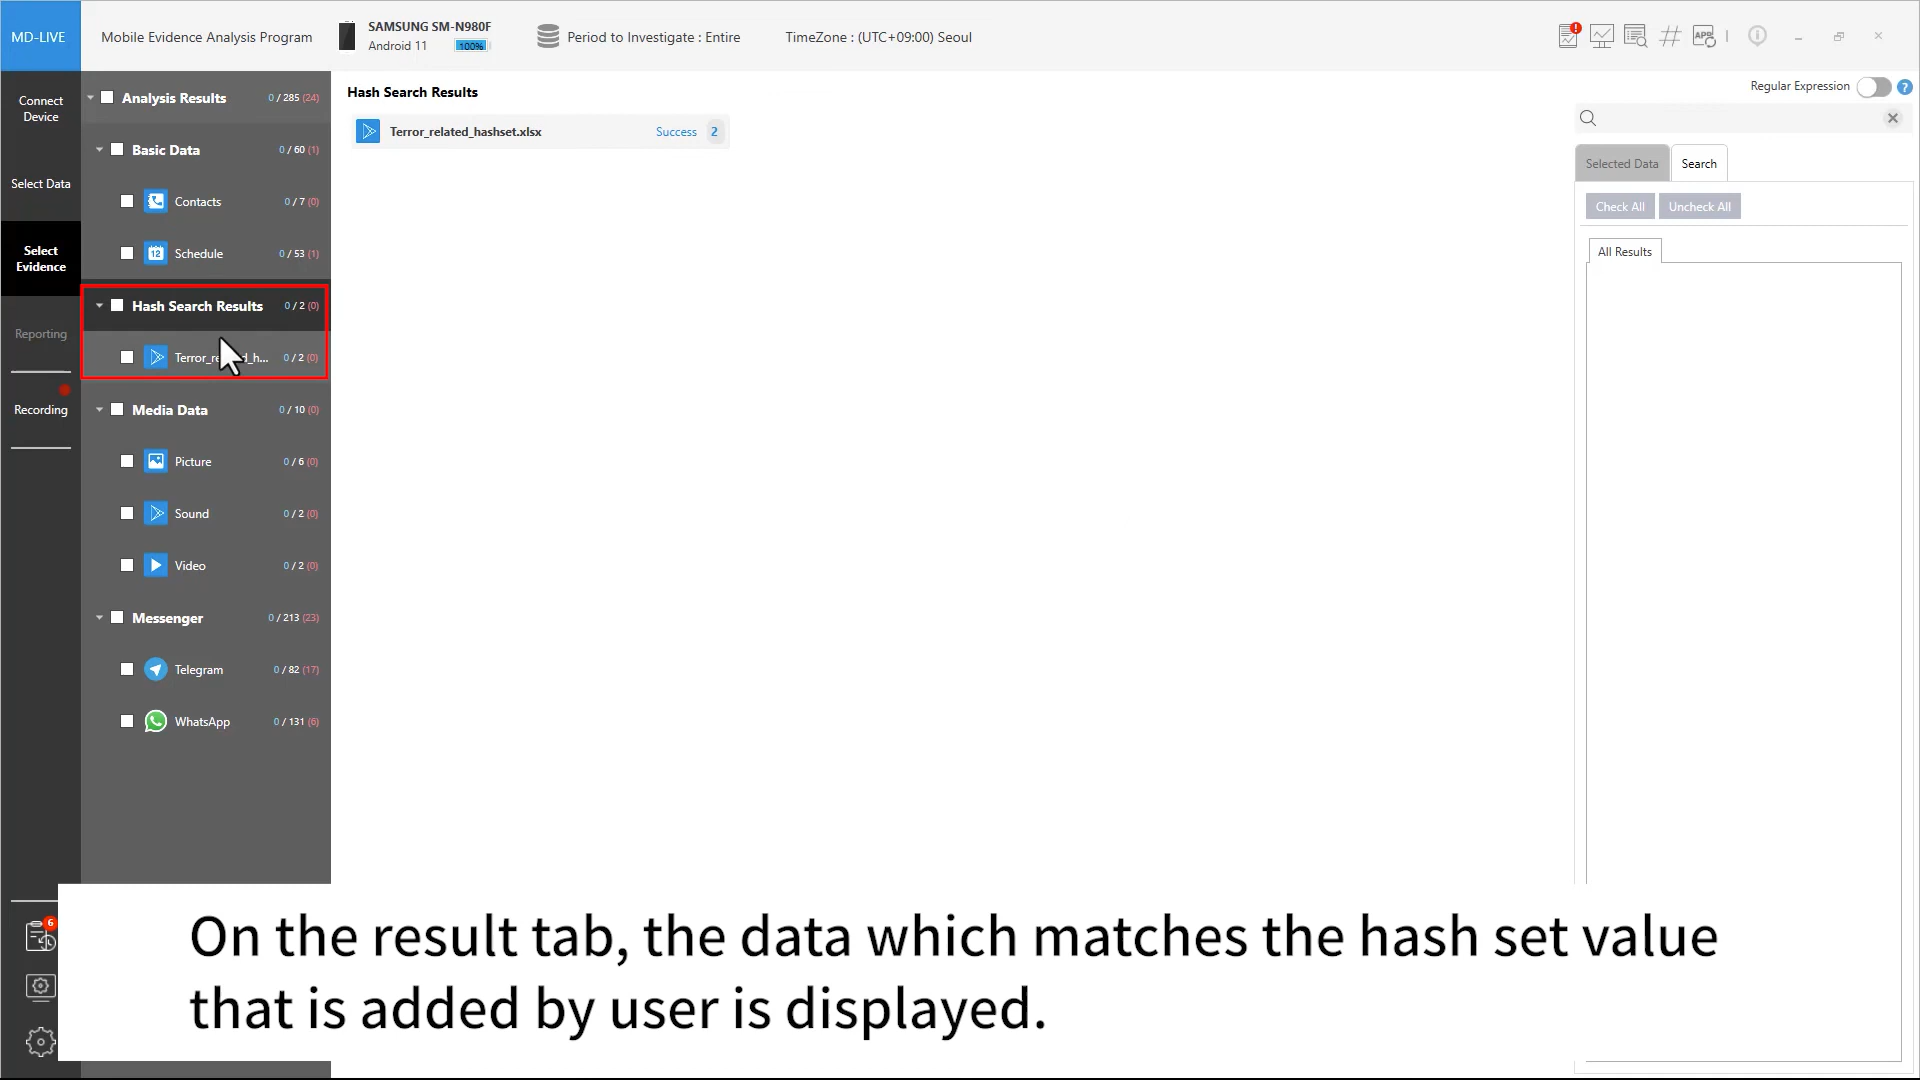 MD-LIVE
Mobile Evidence Analysis Program
SAMSUNG SM-N980F
Android 11
100%
Period to Investigate : Entire
TimeZone : (UTC+09:00) Seoul
APP
Connect
Device
Select Data
Select
Evidence
Reporting
Recording
6
Analysis Results 0 / 285 (24)
Basic Data 0 / 60 (1)
Contacts 0 / 7 (0)
12 Schedule 0 / 53 (1)
Hash Search Results 0 / 2 (0)
0 / 2 (0)
Media Data 0 / 10 (0)
Picture 0 / 6 (0)
Sound 0 / 2 (0)
Video 0 / 2 (0)
Messenger 0 / 213 (23)
Telegram 0 / 82 (17)
WhatsApp 0 / 131 (6)
Hash Search Results
Terror_related_hashset.xlsx Success 2
Regular Expression ?
Selected Data Search
Check All Uncheck All
All Results
On the result tab, the data which matches the hash set value
that is added by user is displayed.